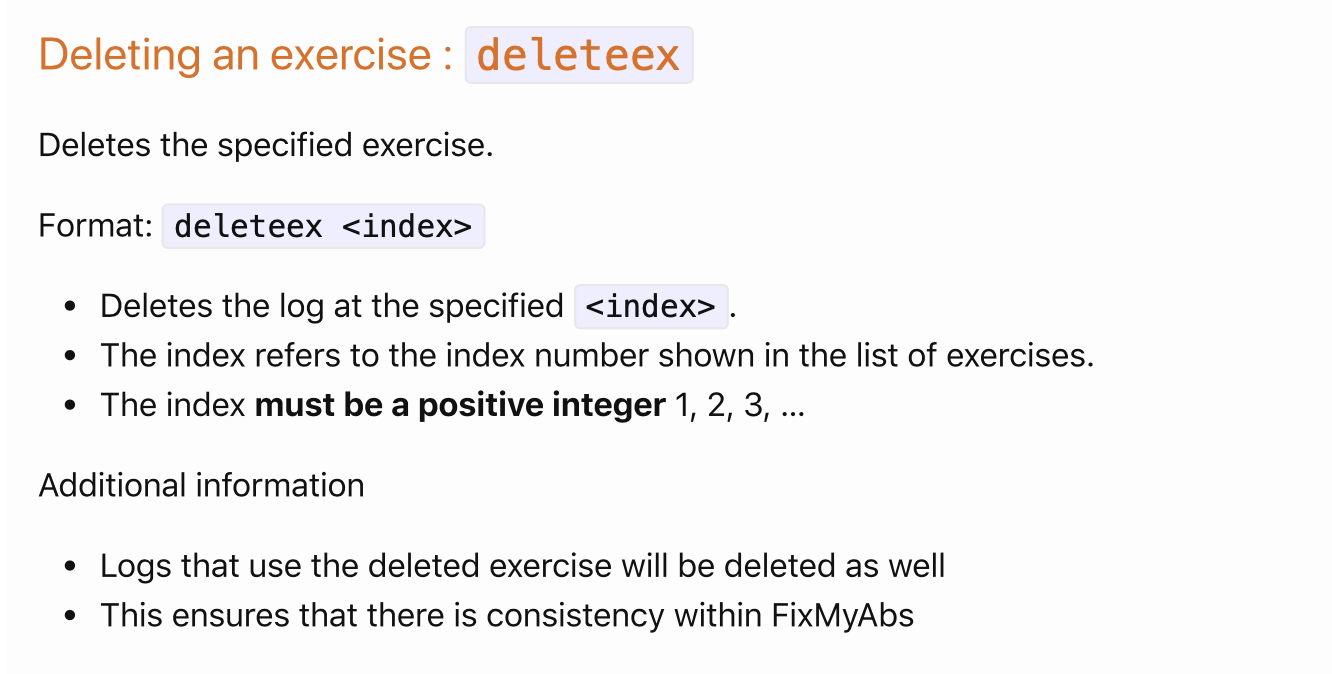 Deleting an exercise : deleteex
Deletes the specified exercise.
Format: deleteex <index>
• Deletes the log at the specified <index>.
• The index refers to the index number shown in the list of exercises.
• The index must be a positive integer 1, 2, 3, …
Additional information
• Logs that use the deleted exercise will be deleted as well
• This ensures that there is consistency within FixMyAbs